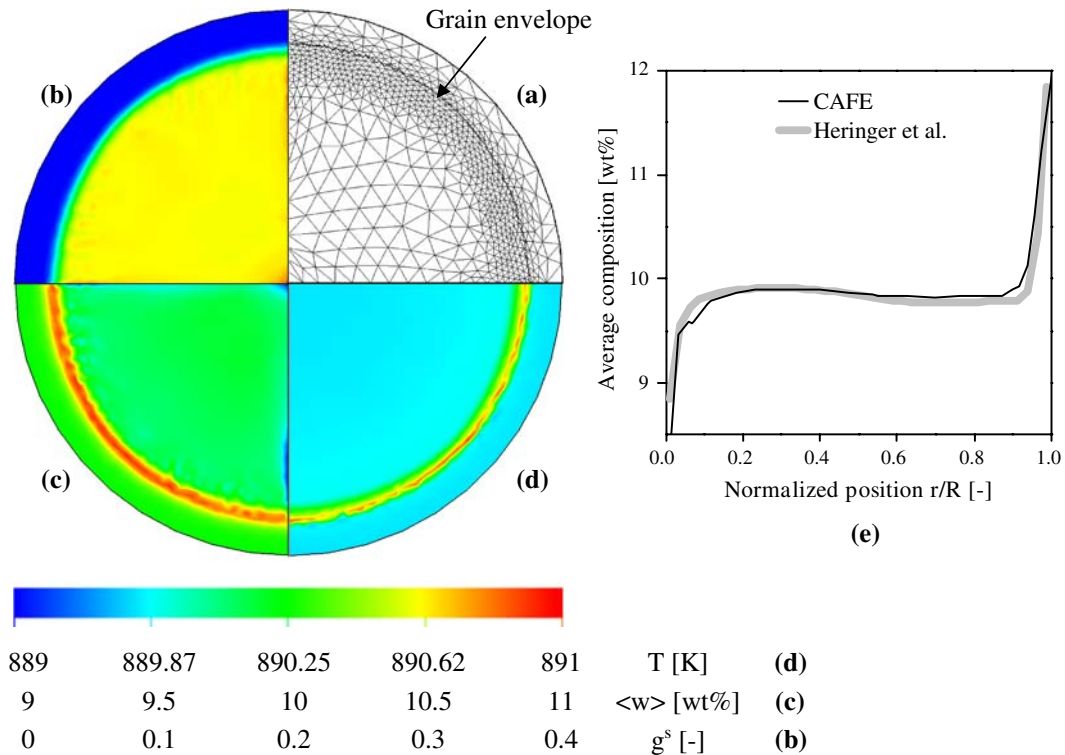 Grain envelope
(b)
(a)
(c)
(d)
889 889.87 890.25 890.62 891 T [K] (d)
9 9.5 10 10.5 11 <w> [wt%] (c)
0 0.1 0.2 0.3 0.4 gˢ [-] (b)
12
11
10
9
Average composition [wt%]
CAFE
Heringer et al.
0.0 0.2 0.4 0.6 0.8 1.0
Normalized position r/R [-]
(e)